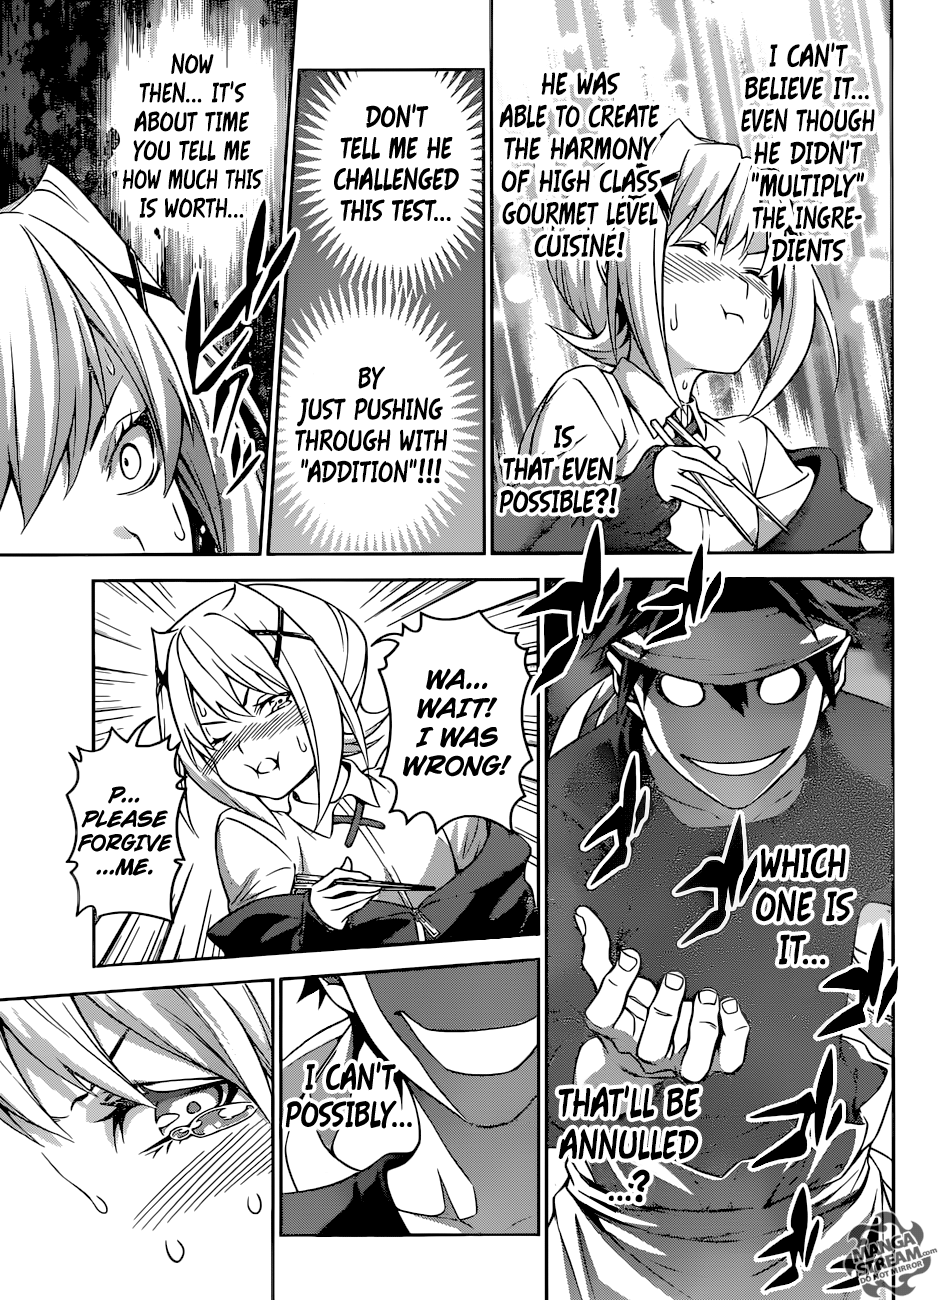 I CAN'T
BELIEVE IT...
EVEN THOUGH
HE DIDN'T
"MULTIPLY"
THE INGRE-
DIENTS
HE WAS
ABLE TO CREATE
THE HARMONY
OF HIGH CLASS
GOURMET LEVEL
CUISINE!
IS
THAT EVEN
POSSIBLE?!
DON'T
TELL ME HE
CHALLENGED
THIS TEST...
BY
JUST PUSHING
THROUGH WITH
"ADDITION"!!!
NOW
THEN... IT'S
ABOUT TIME
YOU TELL ME
HOW MUCH THIS
IS WORTH...
WHICH
ONE IS
IT...
THAT'LL BE
ANNULLED
...?
WA...
WAIT!
I WAS
WRONG!
P...
PLEASE
FORGIVE
...ME.
I CAN'T
POSSIBLY...
MANGA
STREAM.com
DO NOT MIRROR!